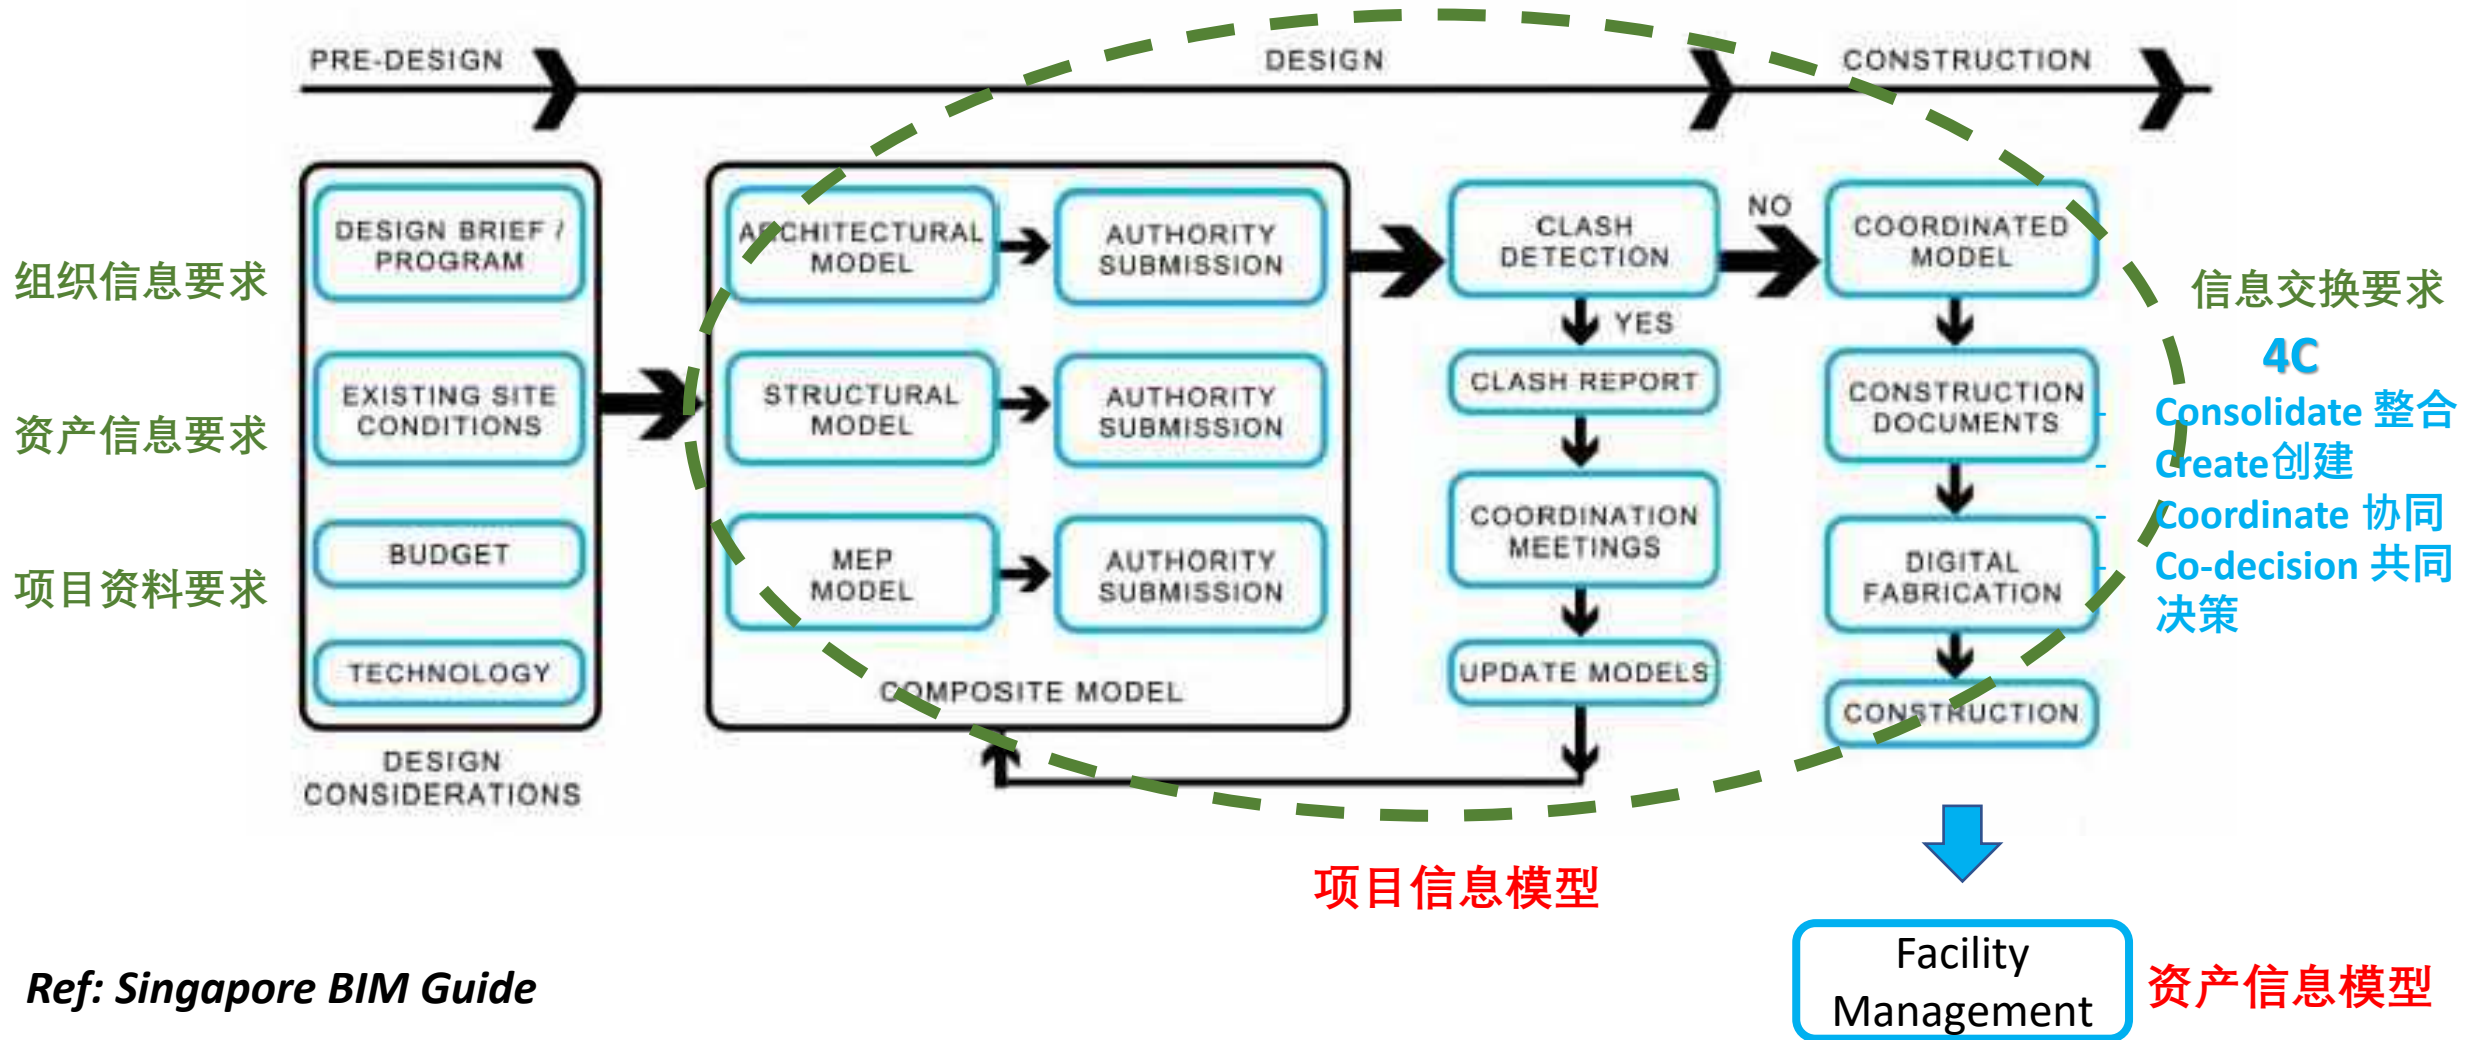 PRE-DESIGN
DESIGN
CONSTRUCTION
组织信息要求
资产信息要求
项目资料要求
DESIGN BRIEF /
PROGRAM
EXISTING SITE
CONDITIONS
BUDGET
TECHNOLOGY
DESIGN
CONSIDERATIONS
ARCHITECTURAL
MODEL
AUTHORITY
SUBMISSION
STRUCTURAL
MODEL
AUTHORITY
SUBMISSION
MEP
MODEL
AUTHORITY
SUBMISSION
COMPOSITE MODEL
CLASH
DETECTION
NO
YES
CLASH REPORT
COORDINATION
MEETINGS
UPDATE MODELS
COORDINATED
MODEL
CONSTRUCTION
DOCUMENTS
DIGITAL
FABRICATION
CONSTRUCTION
信息交换要求
4C
- Consolidate 整合
- Create创建
- Coordinate 协同
- Co-decision 共同
决策
项目信息模型
Facility
Management
资产信息模型
Ref: Singapore BIM Guide